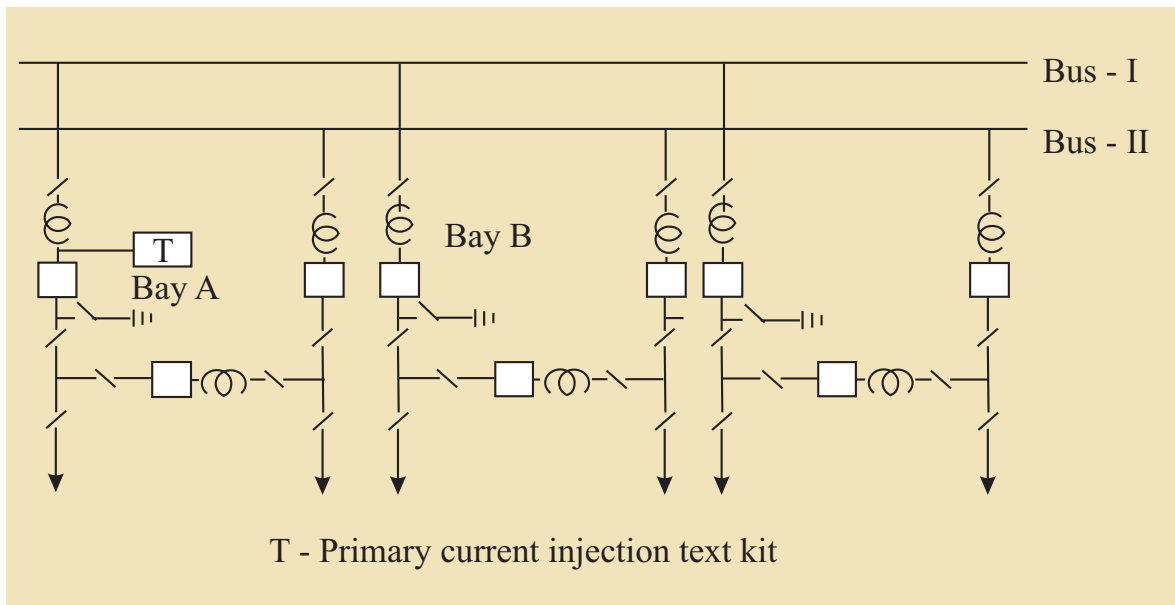 Bus - I
Bus - II
Bay B
T
Bay A
T - Primary current injection text kit